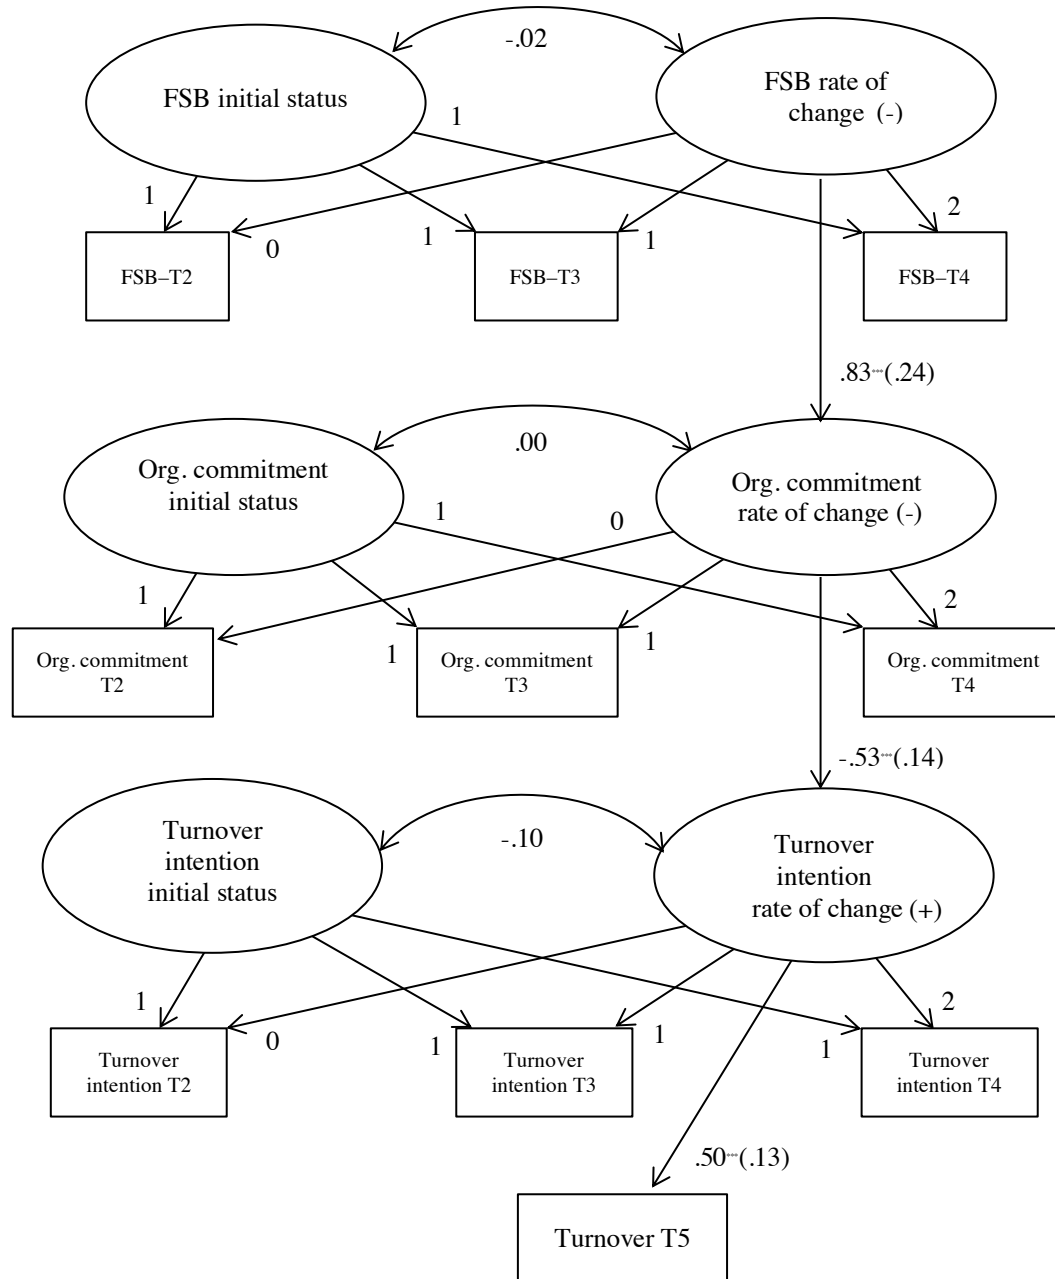 -.02
FSB initial status
FSB rate of
change (-)
1
1
0
1
1
2
FSB–T2
FSB–T3
FSB–T4
.83***(.24)
.00
Org. commitment
initial status
Org. commitment
rate of change (-)
1
0
1
1
1
2
Org. commitment
T2
Org. commitment
T3
Org. commitment
T4
-.53***(.14)
-.10
Turnover
intention
initial status
Turnover
intention
rate of change (+)
1
0
1
1
1
2
Turnover
intention T2
Turnover
intention T3
Turnover
intention T4
.50***(.13)
Turnover T5